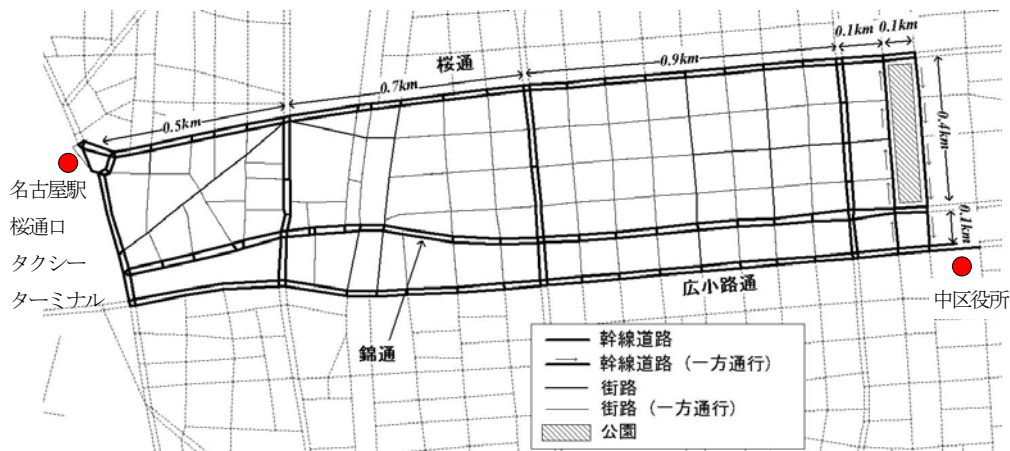 0.1km 0.1km
桜通
0.9km
0.7km
0.5km
0.4km
名古屋駅
桜通口
タクシー
ターミナル
0.1km
広小路通
中区役所
錦通
幹線道路
幹線道路 (一方通行)
街路
街路 (一方通行)
公園